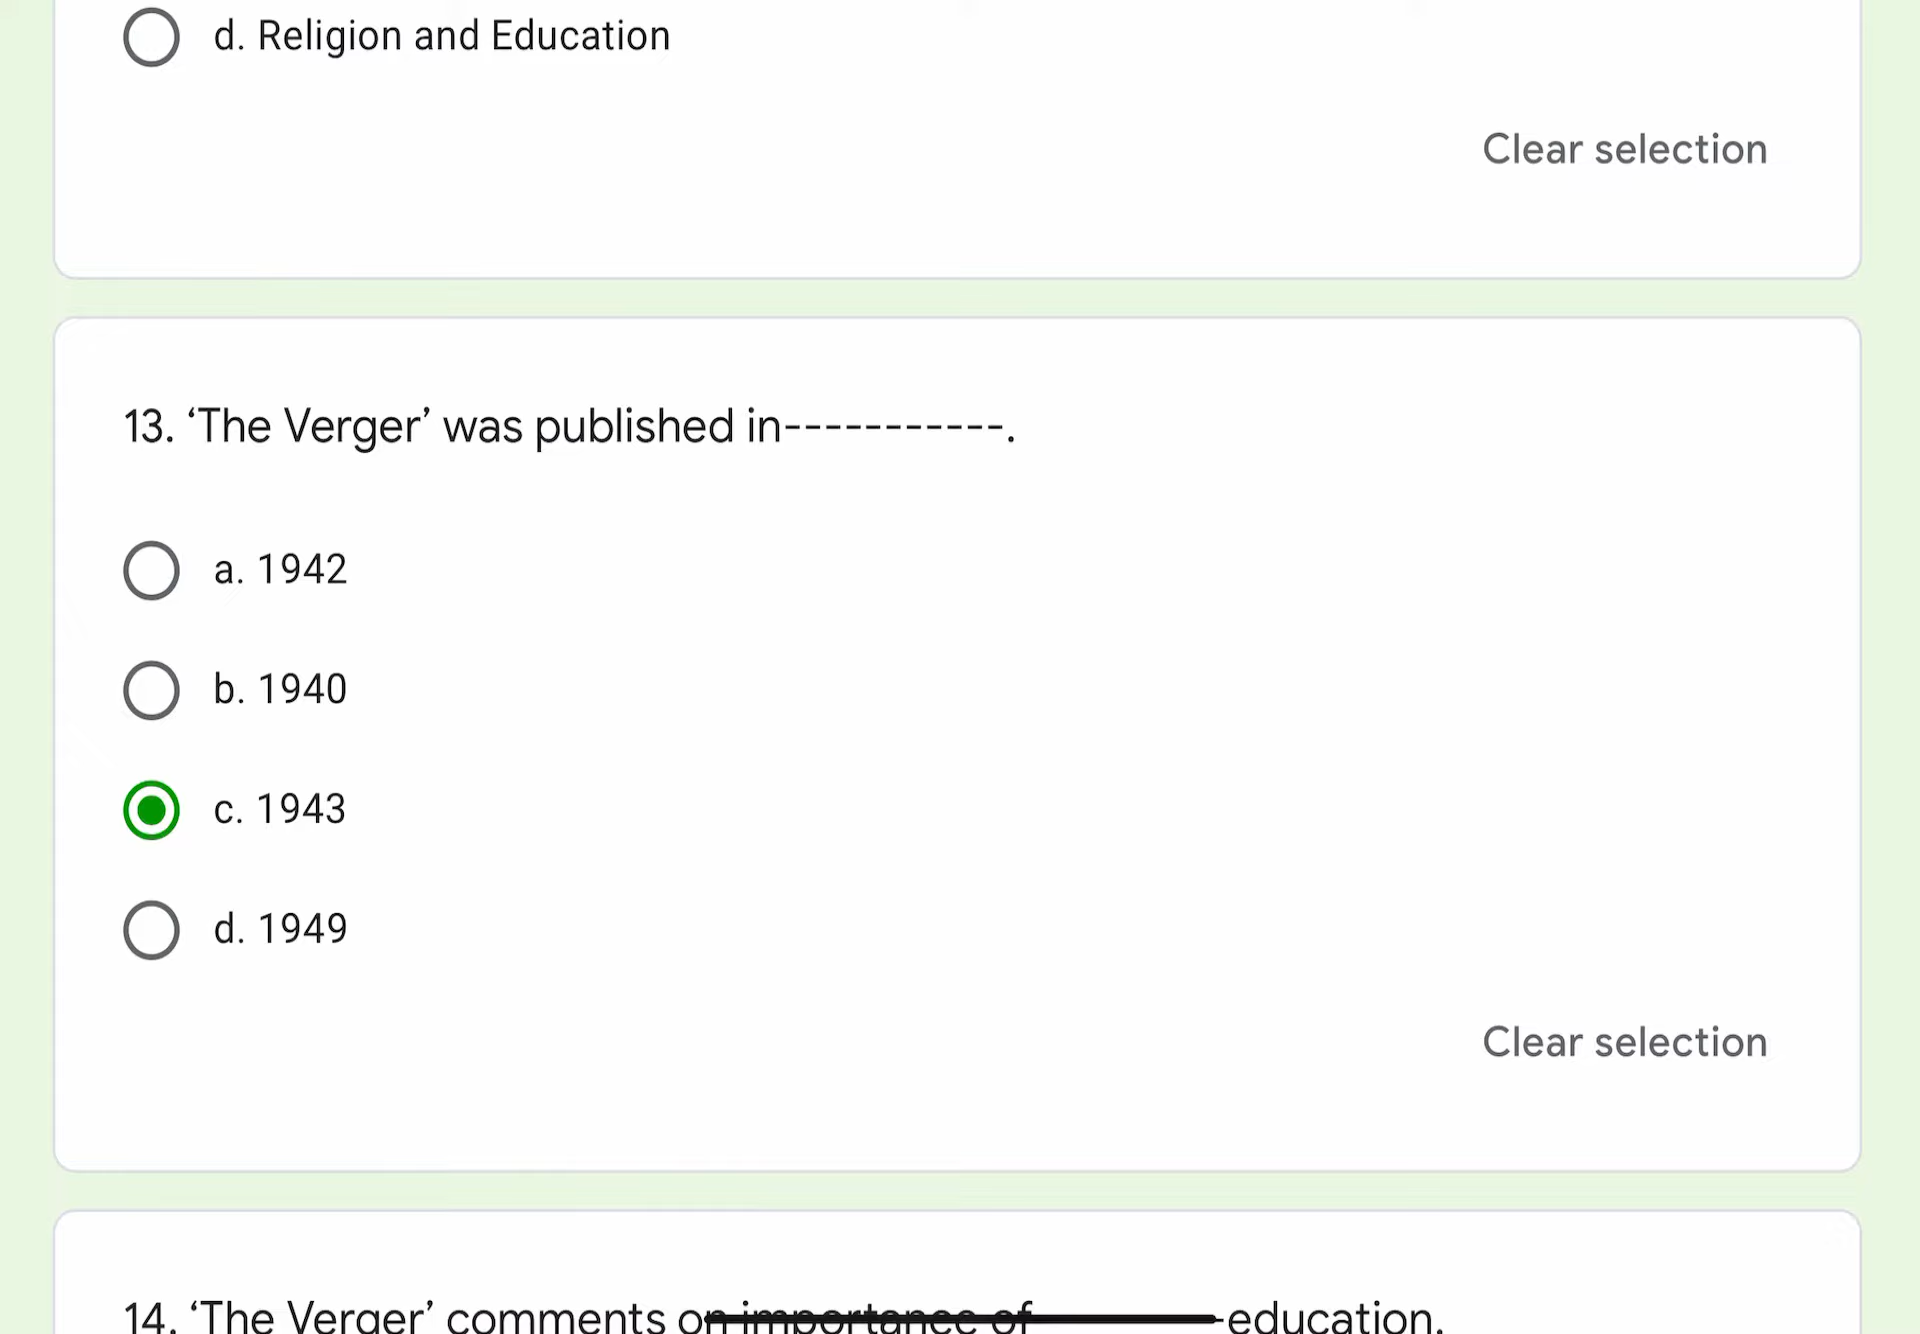 d. Religion and Education
Clear selection
13. ‘The Verger’ was published in-----------.
a. 1942
b. 1940
c. 1943
d. 1949
Clear selection
14. ‘The Verger’ comments on importance of education.